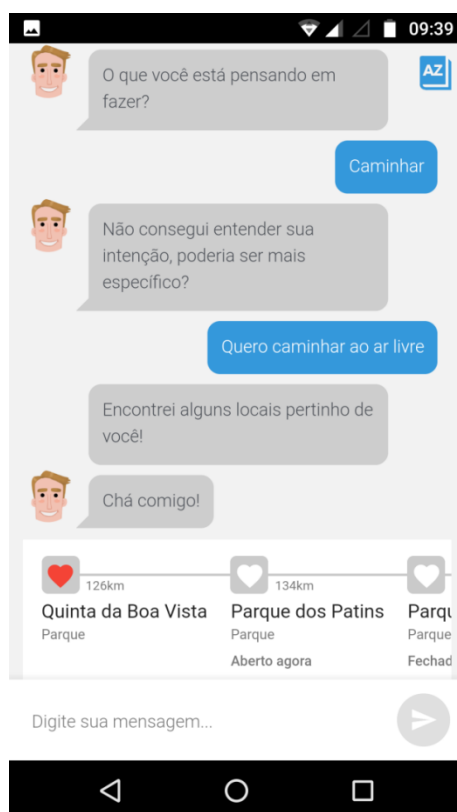 09:39
O que você está pensando em
fazer?
AZ
Caminhar
Não consegui entender sua
intenção, poderia ser mais
específico?
Quero caminhar ao ar livre
Encontrei alguns locais pertinho de
você!
Chá comigo!
126km
134km
Quinta da Boa Vista
Parque dos Patins
Parqu
Parque
Parque
Parque
Aberto agora
Fechad
Digite sua mensagem...